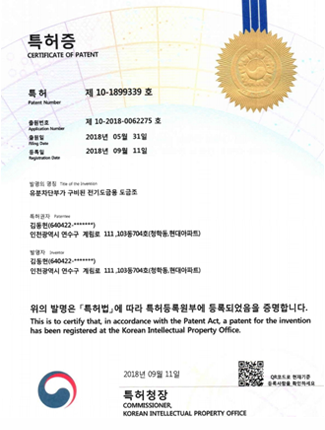 특허증
CERTIFICATE OF PATENT
특허 제 10-1899339 호
Patent Number
출원번호 제 10-2018-0062275 호
Application Number
출원일 2018년 05월 31일
Filing Date
등록일 2018년 09월 11일
Registration Date
발명의 명칭 Title of the Invention
유분자단부가 구비된 전기도금용 도금조
특허권자 Patentee
김동현(640422-*******)
인천광역시 연수구 계림로 111 ,103동704호(청학동,현대아파트)
발명자 Inventor
김동현(640422-*******)
인천광역시 연수구 계림로 111 ,103동704호(청학동,현대아파트)
위의 발명은 「특허법」에 따라 특허등록원부에 등록되었음을 증명합니다.
This is to certify that, in accordance with the Patent Act, a patent for the invention
has been registered at the Korean Intellectual Property Office.
2018년 09월 11일
QR코드로 현재기준
등록사항을 확인하세요
특허청장
COMMISSIONER,
KOREAN INTELLECTUAL PROPERTY OFFICE